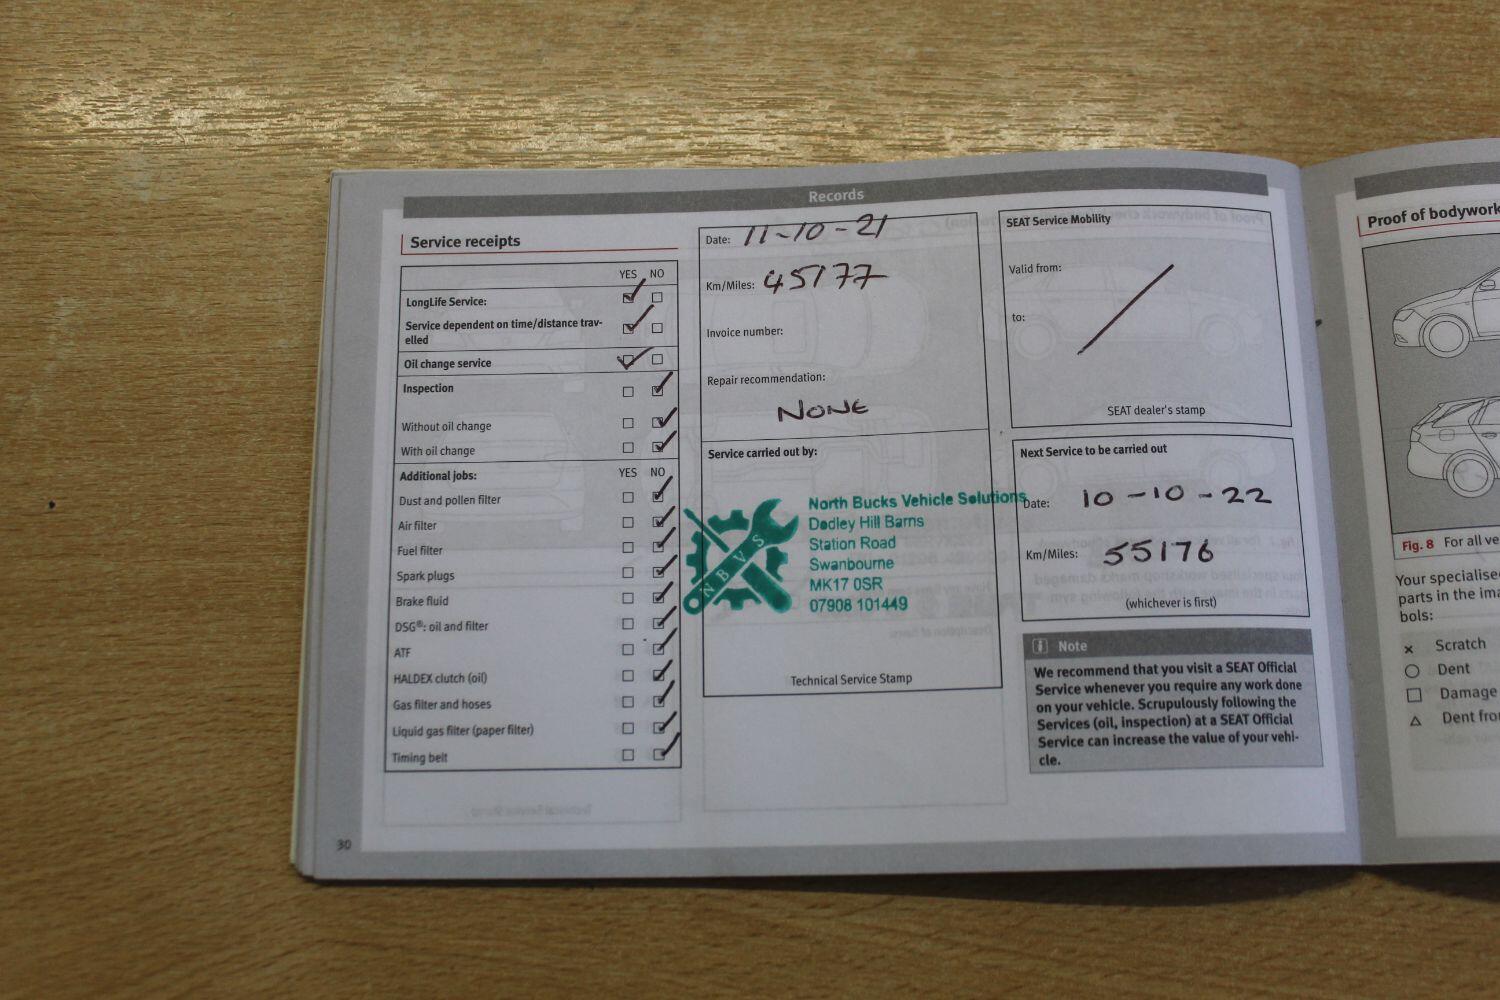 Records
Service receipts
YES NO
LongLife Service:
Service dependent on time/distance trav-
elled
Oil change service
Inspection
Without oil change
With oil change
Additional jobs: YES NO
Dust and pollen filter
Air filter
Fuel filter
Spark plugs
Brake fluid
DSG®: oil and filter
ATF
HALDEX clutch (oil)
Gas filter and hoses
Liquid gas filter (paper filter)
Timing belt
30
Date: 11-10-21
Km/Miles: 45177
Invoice number:
Repair recommendation:
NONE
Service carried out by:
NBVS
North Bucks Vehicle Solutions
Dodley Hill Barns
Station Road
Swanbourne
MK17 0SR
07908 101449
Technical Service Stamp
SEAT Service Mobility
Valid from:
to:
SEAT dealer's stamp
Next Service to be carried out
Date: 10-10-22
Km/Miles: 55176
(whichever is first)
Note
We recommend that you visit a SEAT Official
Service whenever you require any work done
on your vehicle. Scrupulously following the
Services (oil, inspection) at a SEAT Official
Service can increase the value of your vehi-
cle.
Proof of bodywork
Fig. 8 For all ve
Your specialised
parts in the ima
bols:
× Scratch
○ Dent
□ Damage
△ Dent fro